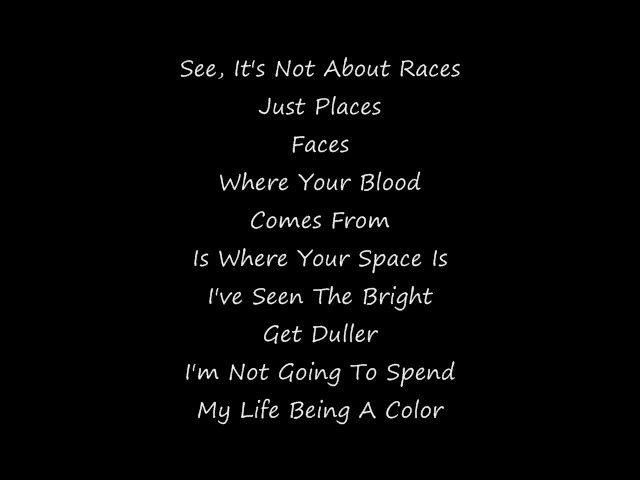 See, It's Not About Races
Just Places
Faces
Where Your Blood
Comes From
Is Where Your Space Is
I've Seen The Bright
Get Duller
I'm Not Going To Spend
My Life Being A Color